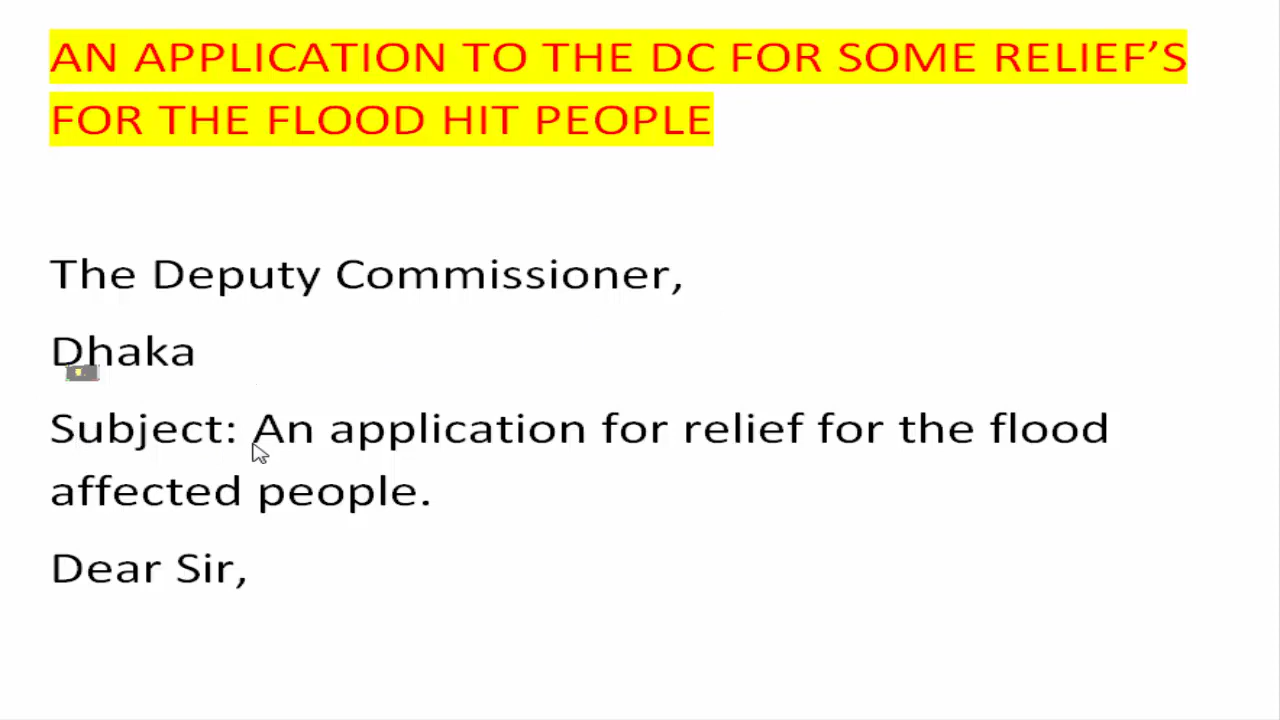 AN APPLICATION TO THE DC FOR SOME RELIEF’S
FOR THE FLOOD HIT PEOPLE
The Deputy Commissioner,
Dhaka
Subject: An application for relief for the flood
affected people.
Dear Sir,